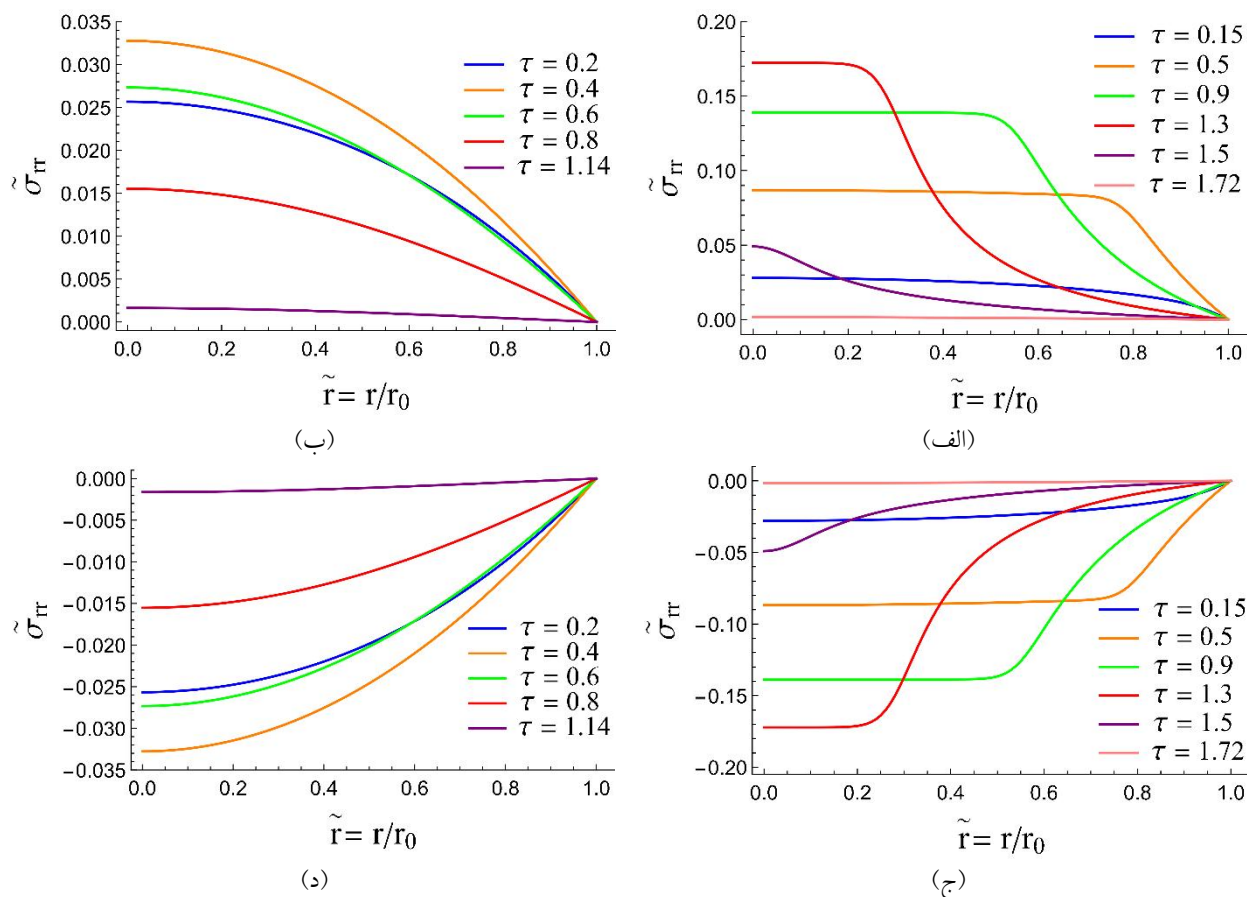 0.035
0.030
0.025
0.020
0.015
0.010
0.005
0.000
σ̃rr
τ = 0.2
τ = 0.4
τ = 0.6
τ = 0.8
τ = 1.14
0.0 0.2 0.4 0.6 0.8 1.0
r̃ = r/r0
(ب)
0.20
0.15
0.10
0.05
0.00
σ̃rr
τ = 0.15
τ = 0.5
τ = 0.9
τ = 1.3
τ = 1.5
τ = 1.72
0.0 0.2 0.4 0.6 0.8 1.0
r̃ = r/r0
(الف)
0.000
−0.005
−0.010
−0.015
−0.020
−0.025
−0.030
−0.035
σ̃rr
τ = 0.2
τ = 0.4
τ = 0.6
τ = 0.8
τ = 1.14
0.0 0.2 0.4 0.6 0.8 1.0
r̃ = r/r0
(د)
0.00
−0.05
−0.10
−0.15
−0.20
σ̃rr
τ = 0.15
τ = 0.5
τ = 0.9
τ = 1.3
τ = 1.5
τ = 1.72
0.0 0.2 0.4 0.6 0.8 1.0
r̃ = r/r0
(ج)